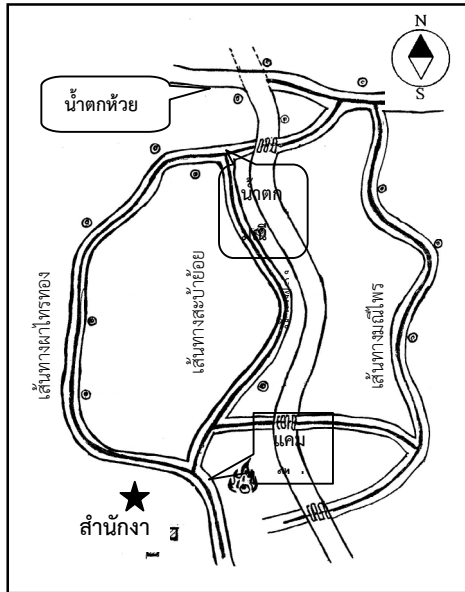 N
S
น้ำตกห้วย
น้ำตก
เส้นทางผาไทรทอง
เส้นทางสะบ้าย้อย
เส้นทางมณีไพร
แคม
สำนักงา